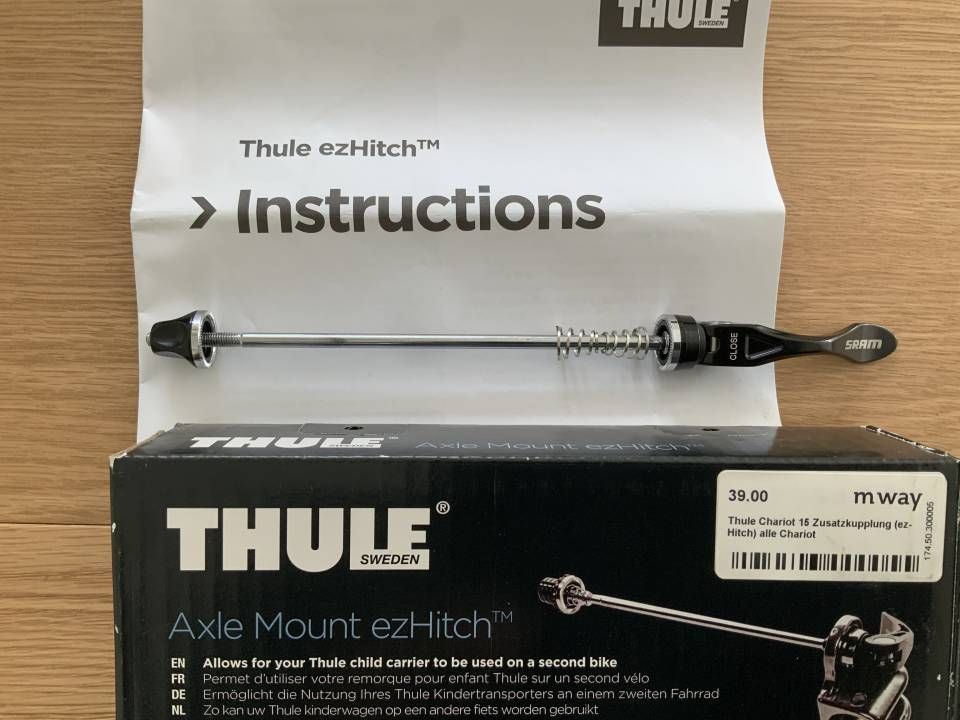 THULE
SWEDEN
Thule ezHitch™
> Instructions
CLOSE
SRAM
THULE™
SWEDEN
Axle Mount ezHitch™
39.00
mway
Thule Chariot 15 Zusatzkupplung (ez-
Hitch) alle Chariot
174.50.300005
THULE®
SWEDEN
Axle Mount ezHitch™
EN Allows for your Thule child carrier to be used on a second bike
FR Permet d'utiliser votre remorque pour enfant Thule sur un second vélo
DE Ermöglicht die Nutzung Ihres Thule Kindertransporters an einem zweiten Fahrrad
NL Zo kan uw Thule kinderwagen op een andere fiets worden gebruikt